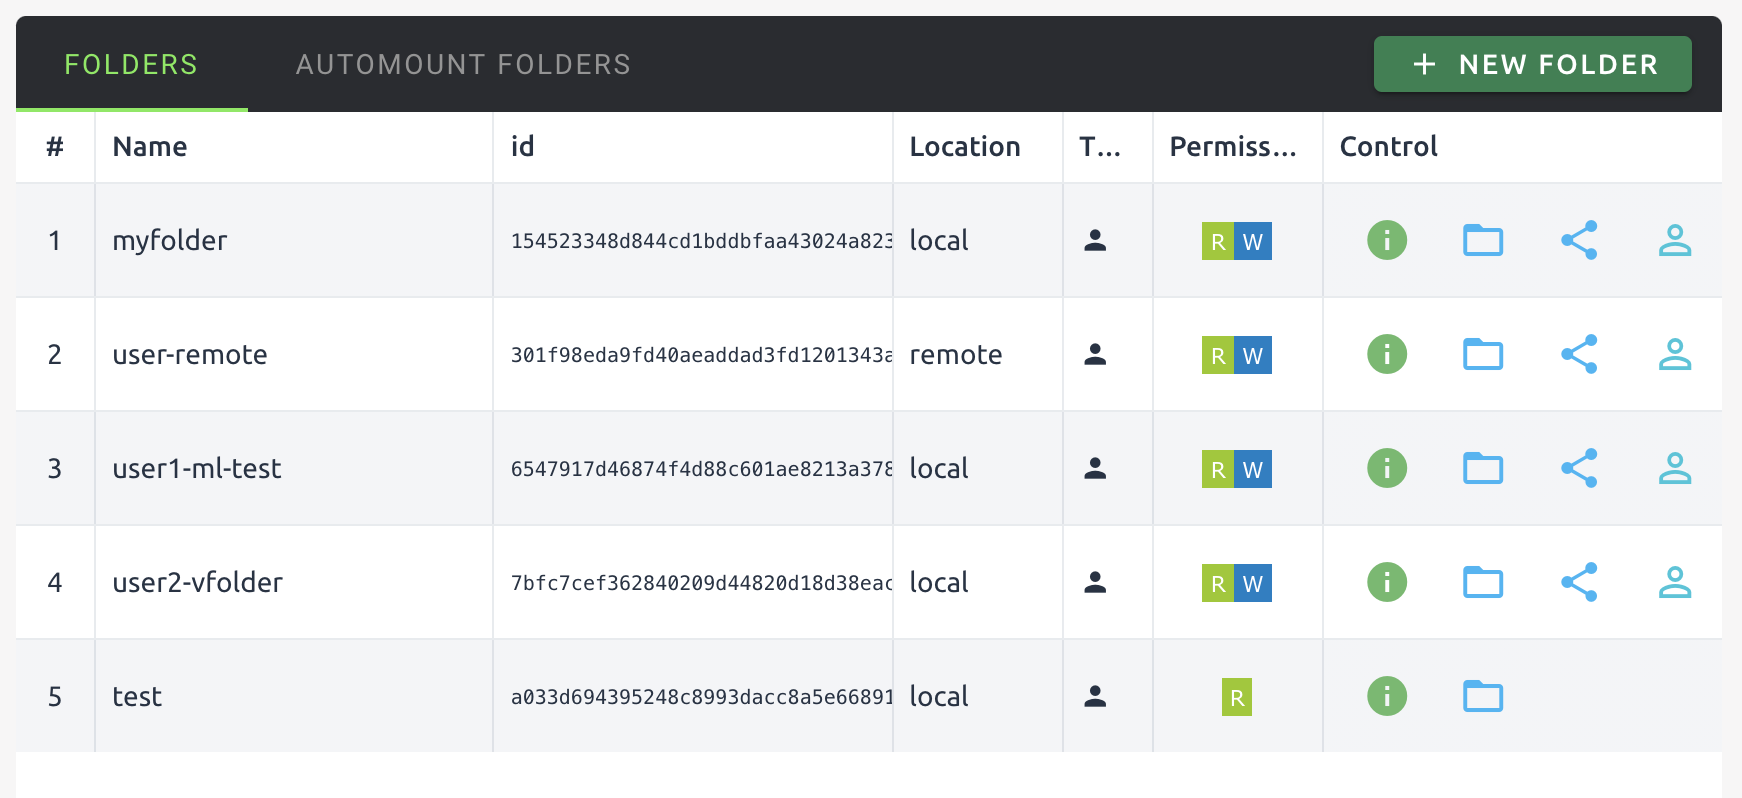 FOLDERS AUTOMOUNT FOLDERS + NEW FOLDER
# Name id Location T... Permiss... Control
1 myfolder 154523348d844cd1bddbfaa43024a823 local R W
2 user-remote 301f98eda9fd40aeaddad3fd1201343a remote R W
3 user1-ml-test 6547917d46874f4d88c601ae8213a378 local R W
4 user2-vfolder 7bfc7cef362840209d44820d18d38eac local R W
5 test a033d694395248c8993dacc8a5e66891 local R